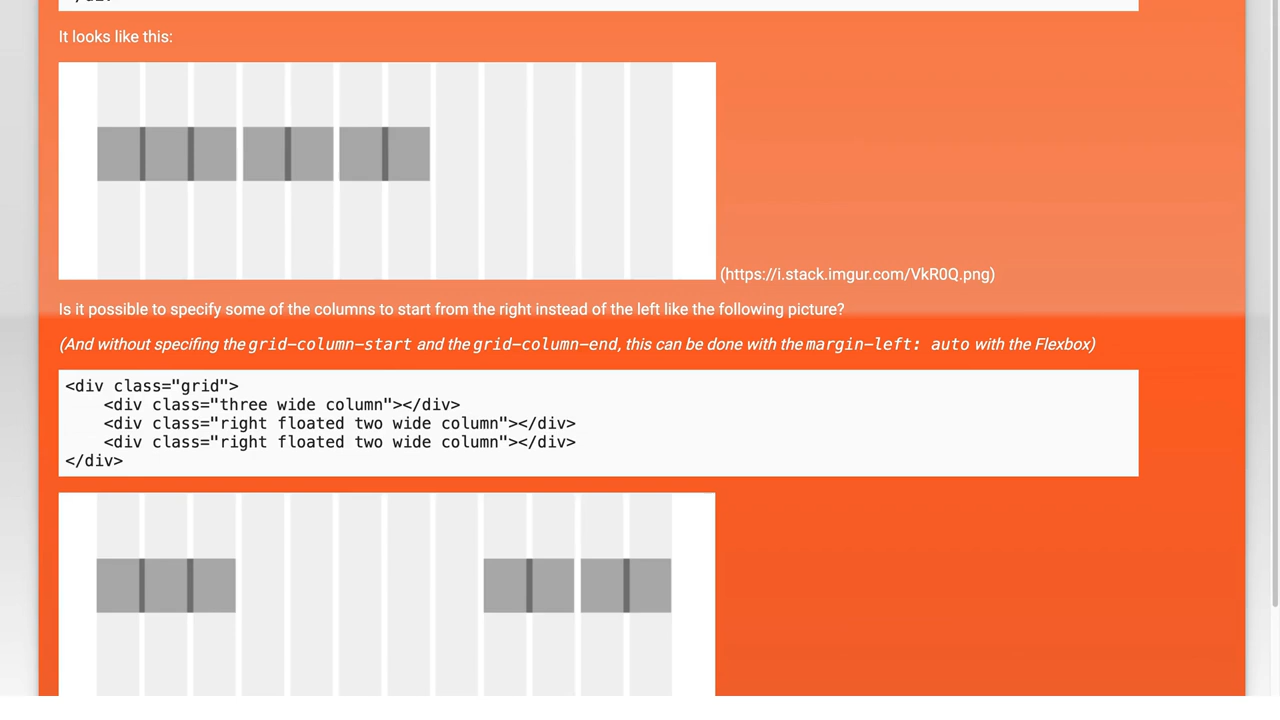 It looks like this:
(https://i.stack.imgur.com/VkR0Q.png)
Is it possible to specify some of the columns to start from the right instead of the left like the following picture?
(And without specifing the grid-column-start and the grid-column-end, this can be done with the margin-left: auto with the Flexbox)
<div class="grid">
    <div class="three wide column"></div>
    <div class="right floated two wide column"></div>
    <div class="right floated two wide column"></div>
</div>